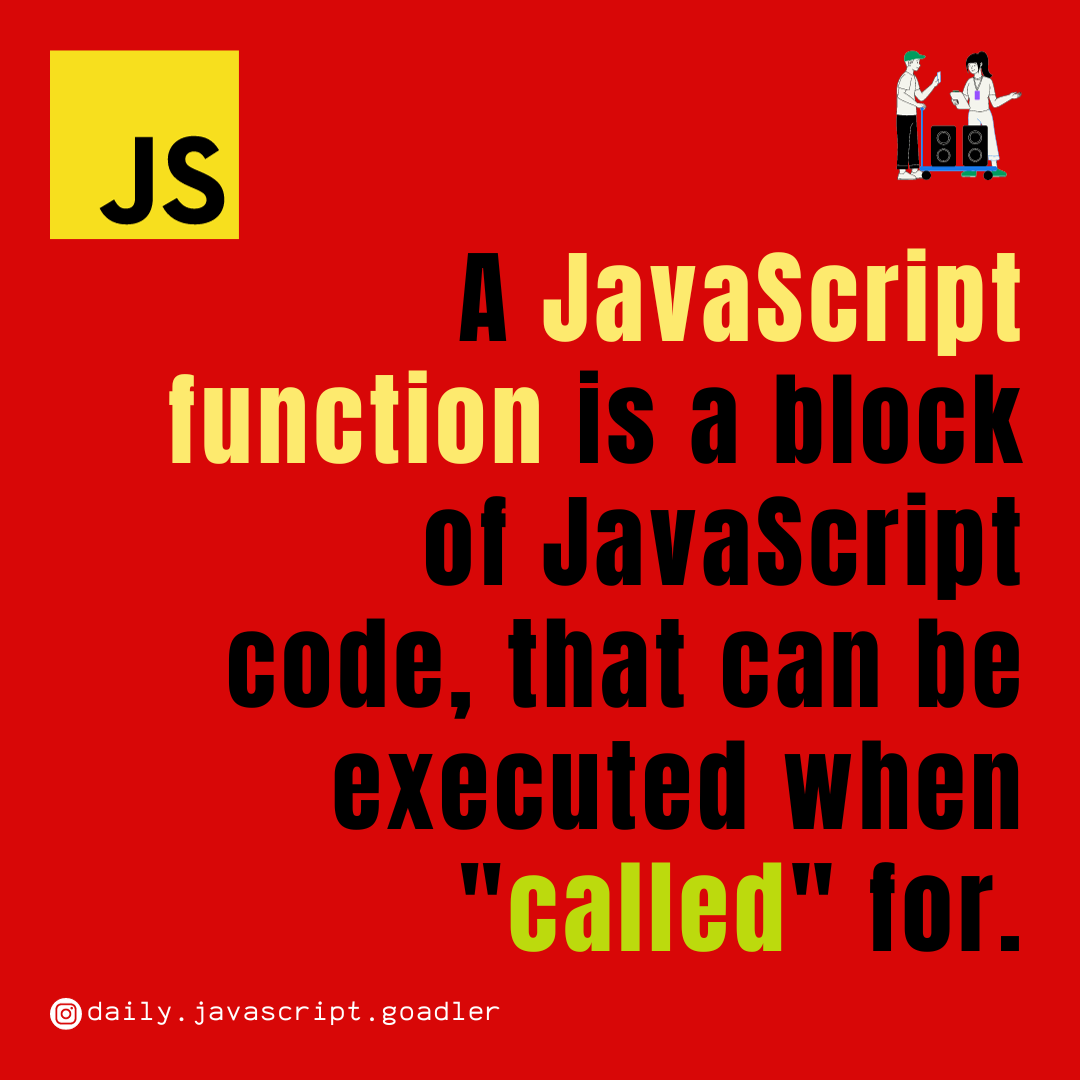 JS
A JavaScript
function is a block
of JavaScript
code, that can be
executed when
"called" for.
daily.javascript.goadler